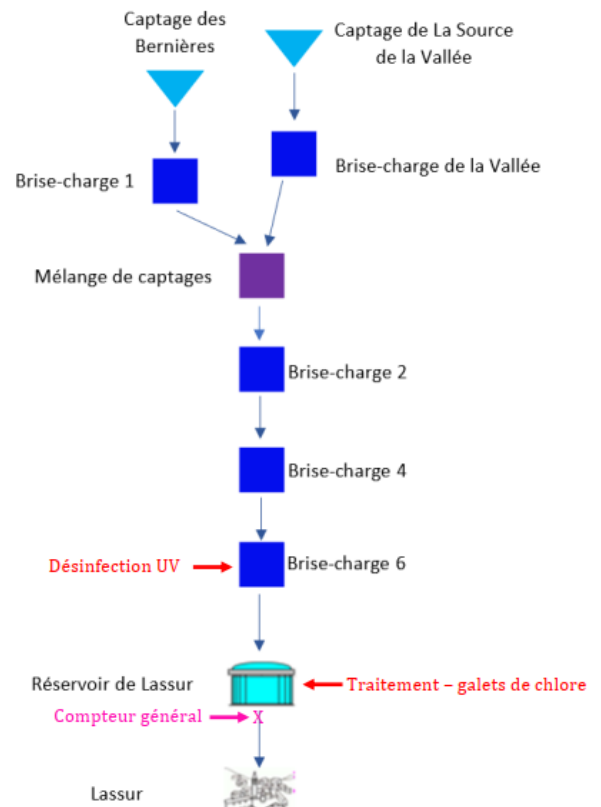 Captage des
Bernières
Captage de La Source
de la Vallée
Brise-charge 1
Brise-charge de la Vallée
Mélange de captages
Brise-charge 2
Brise-charge 4
Désinfection UV
Brise-charge 6
Réservoir de Lassur
Traitement – galets de chlore
Compteur général
X
Lassur